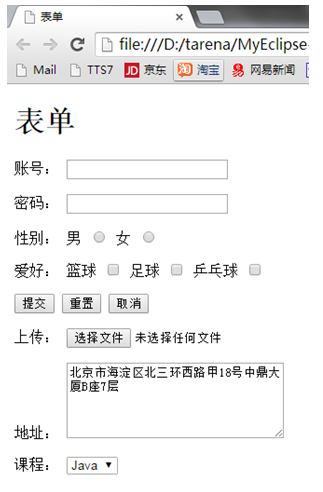 表单
file:///D:/tarena/MyEclipse-
Mail TTS7 JD 京东 淘 淘宝 易 网易新闻
表单
账号：
密码：
性别： 男 女
爱好： 篮球 足球 乒乓球
提交 重置 取消
上传： 选择文件 未选择任何文件
北京市海淀区北三环西路甲18号中鼎大
厦B座7层
地址：
课程： Java